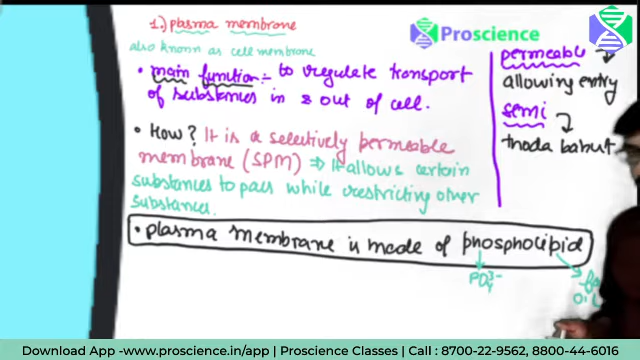 1.) plasma membrane
also known as cell membrane
• main function:- to regulate transport
of substances in & out of cell.
• How? It is a selectively permeable
membrane (SPM) ⇒ It allows certain
substances to pass while restricting other
substances.
• plasma membrane is made of phospholipid
PO₄³⁻
Proscience
permeable
allowing entry
semi
thoda bahut
Download App -www.proscience.in/app | Proscience Classes | Call : 8700-22-9562, 8800-44-6016